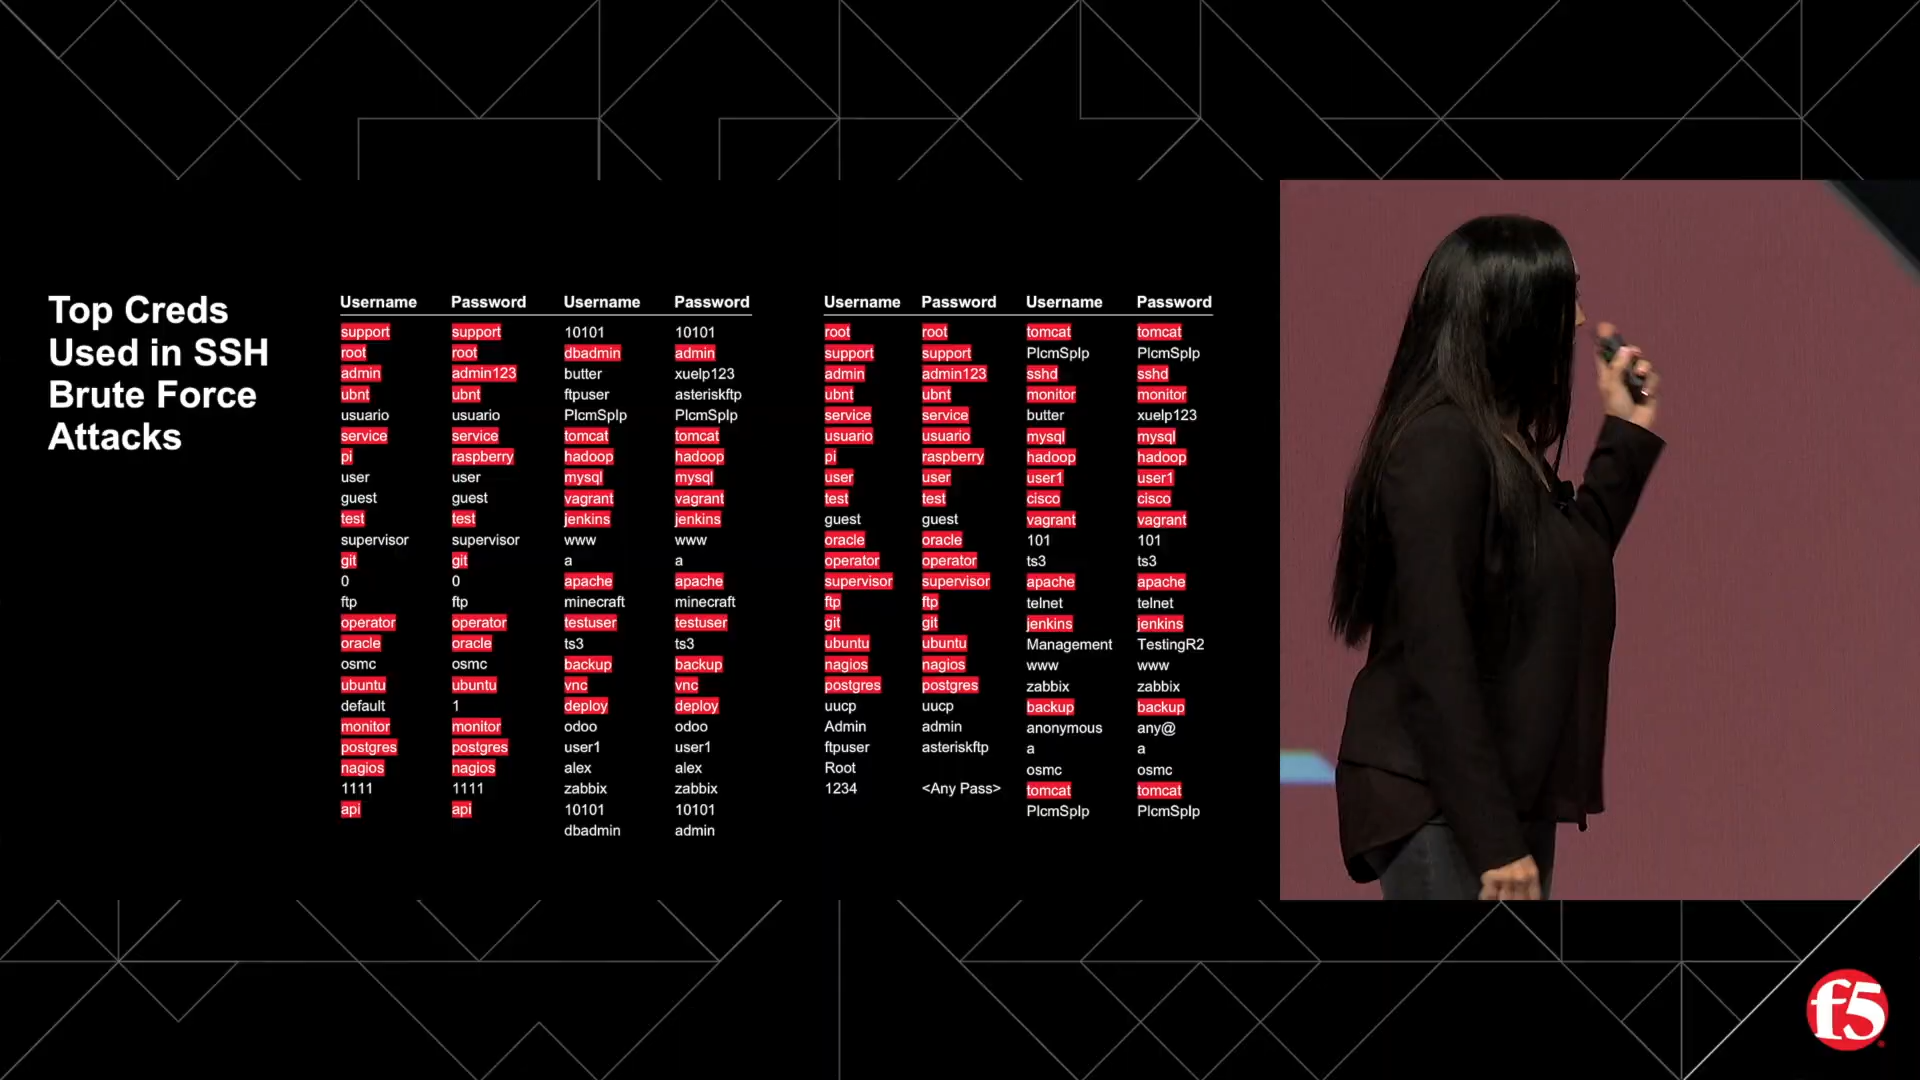 Top Creds
Used in SSH
Brute Force
Attacks
Username Password Username Password
support support 10101 10101
root root dbadmin admin
admin admin123 butter xuelp123
ubnt ubnt ftpuser asteriskftp
usuario usuario PlcmSpIp PlcmSpIp
service service tomcat tomcat
pi raspberry hadoop hadoop
user user mysql mysql
guest guest vagrant vagrant
test test jenkins jenkins
supervisor supervisor www www
git git a a
0 0 apache apache
ftp ftp minecraft minecraft
operator operator testuser testuser
oracle oracle ts3 ts3
osmc osmc backup backup
ubuntu ubuntu vnc vnc
default 1 deploy deploy
monitor monitor odoo odoo
postgres postgres user1 user1
nagios nagios alex alex
1111 1111 zabbix zabbix
api api 10101 10101
dbadmin admin
Username Password Username Password
root root tomcat tomcat
support support PlcmSpIp PlcmSpIp
admin admin123 sshd sshd
ubnt ubnt monitor monitor
service service butter xuelp123
usuario usuario mysql mysql
pi raspberry hadoop hadoop
user user user1 user1
test test cisco cisco
guest guest vagrant vagrant
oracle oracle 101 101
operator operator ts3 ts3
supervisor supervisor apache apache
ftp ftp telnet telnet
git git jenkins jenkins
ubuntu ubuntu Management TestingR2
nagios nagios www www
postgres postgres zabbix zabbix
uucp uucp backup backup
Admin admin anonymous any@
ftpuser asteriskftp a a
Root osmc osmc
1234 <Any Pass> tomcat tomcat
PlcmSpIp PlcmSpIp
f5